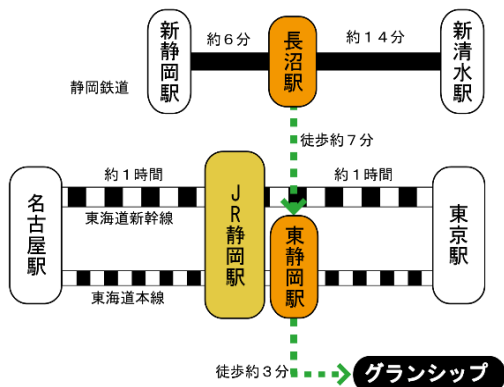 新静岡駅
約6分
長沼駅
約14分
新清水駅
静岡鉄道
徒歩約7分
名古屋駅
約1時間
JR静岡駅
約1時間
東京駅
東海道新幹線
東静岡駅
東海道本線
徒歩約3分
グランシップ